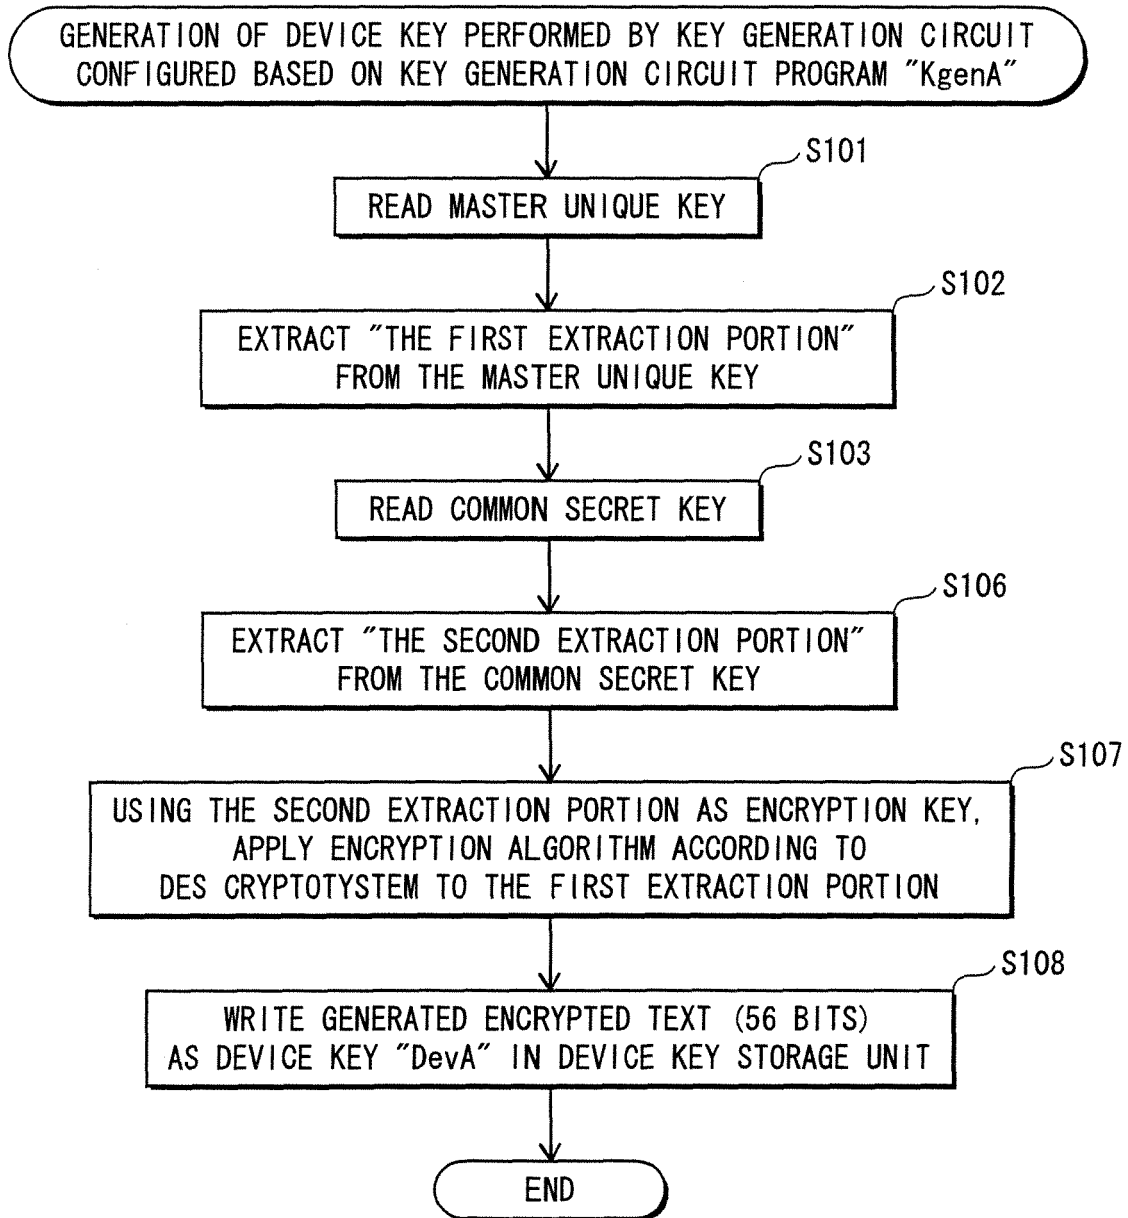 GENERATION OF DEVICE KEY PERFORMED BY KEY GENERATION CIRCUIT
CONFIGURED BASED ON KEY GENERATION CIRCUIT PROGRAM "KgenA"
S101
READ MASTER UNIQUE KEY
S102
EXTRACT "THE FIRST EXTRACTION PORTION"
FROM THE MASTER UNIQUE KEY
S103
READ COMMON SECRET KEY
S106
EXTRACT "THE SECOND EXTRACTION PORTION"
FROM THE COMMON SECRET KEY
S107
USING THE SECOND EXTRACTION PORTION AS ENCRYPTION KEY,
APPLY ENCRYPTION ALGORITHM ACCORDING TO
DES CRYPTOTYSTEM TO THE FIRST EXTRACTION PORTION
S108
WRITE GENERATED ENCRYPTED TEXT (56 BITS)
AS DEVICE KEY "DevA" IN DEVICE KEY STORAGE UNIT
END